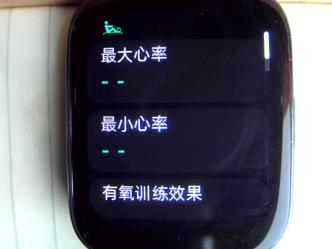 最大心率
--
最小心率
--
有氧训练效果